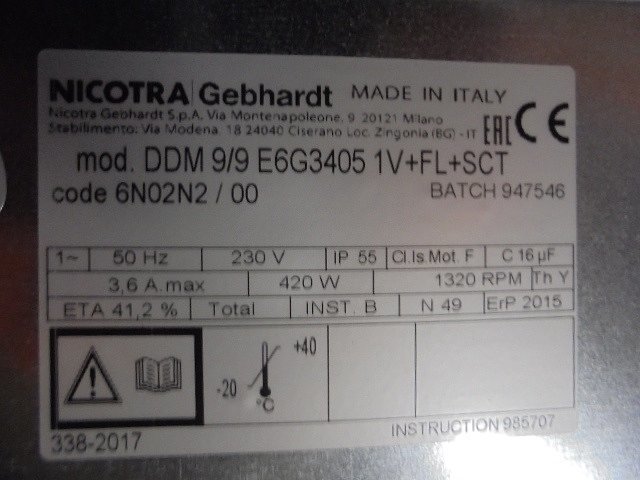 NICOTRA Gebhardt MADE IN ITALY
Nicotra Gebhardt S.p.A. Via Montenapoleone, 9 20121 Milano
Stabilimento: Via Modena, 18 24040 Ciserano Loc. Zingonia (BG) - IT
EAC CE
mod. DDM 9/9 E6G3405 1V+FL+SCT
code 6N02N2 / 00 BATCH 947546
1~ 50 Hz 230 V IP 55 Cl.Is.Mot. F C 16 µF
3,6 A.max 420 W 1320 RPM Th Y
ETA 41,2 % Total INST. B N 49 ErP 2015
-20 +40
°C
338-2017 INSTRUCTION 985707